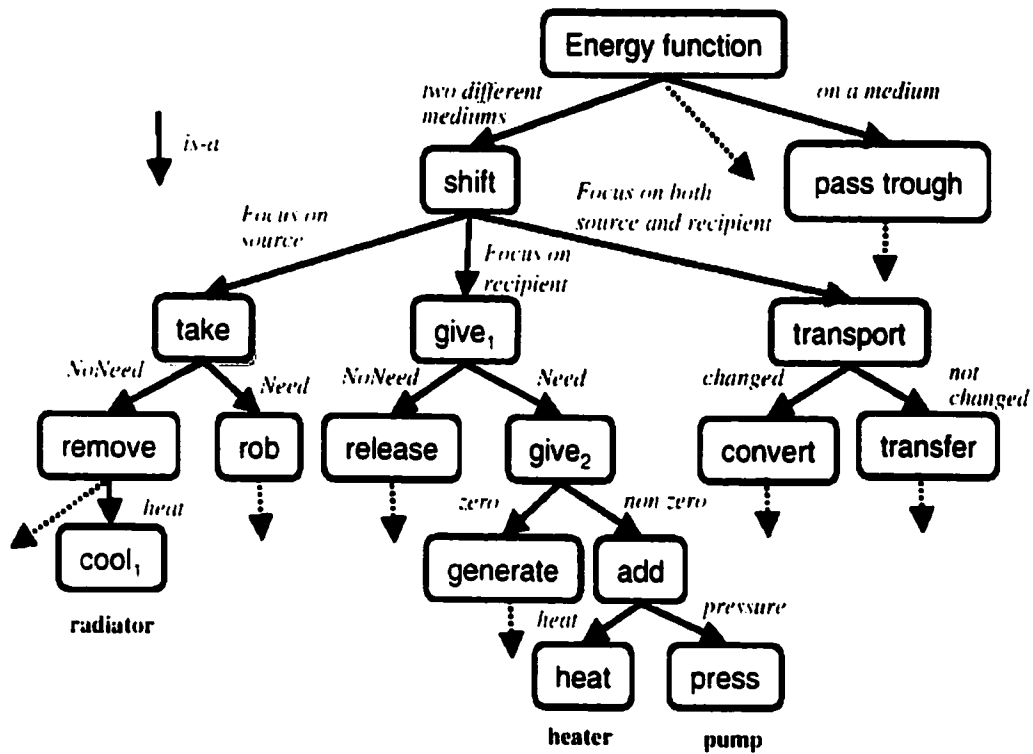 Energy function
two different
mediums
on a medium
is-a
shift
pass trough
Focus on
source
Focus on
recipient
Focus on both
source and recipient
take
give₁
transport
NoNeed
Need
NoNeed
Need
changed
not
changed
remove
rob
release
give₂
convert
transfer
heat
zero
non zero
cool₁
generate
add
radiator
heat
pressure
heat
press
heater
pump